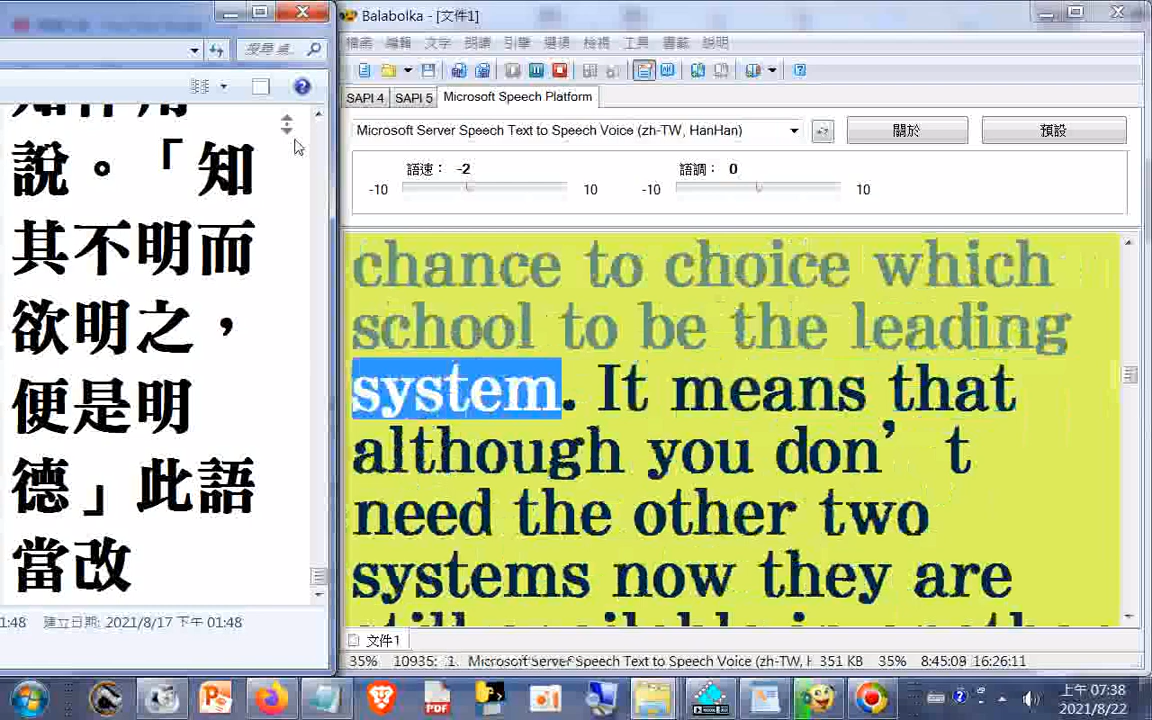 Balabolka - [文件1]
檔案 編輯 文字 朗讀 引擎 選項 檢視 工具 書籤 說明
SAPI 4 SAPI 5 Microsoft Speech Platform
Microsoft Server Speech Text to Speech Voice (zh-TW, HanHan)
關於
預設
語速： -2
語調： 0
-10
10
-10
10
說。「知
其不明而
欲明之，
便是明
德」此語
當改
1:48 建立日期: 2021/8/17 下午 01:48
chance to choice which
school to be the leading
system. It means that
although you don’t
need the other two
systems now they are
文件1
35% 10935: 1. Microsoft Server Speech Text to Speech Voice (zh-TW, H 351 KB 35% 8:45:09 16:26:11
PDF
上午 07:38
2021/8/22